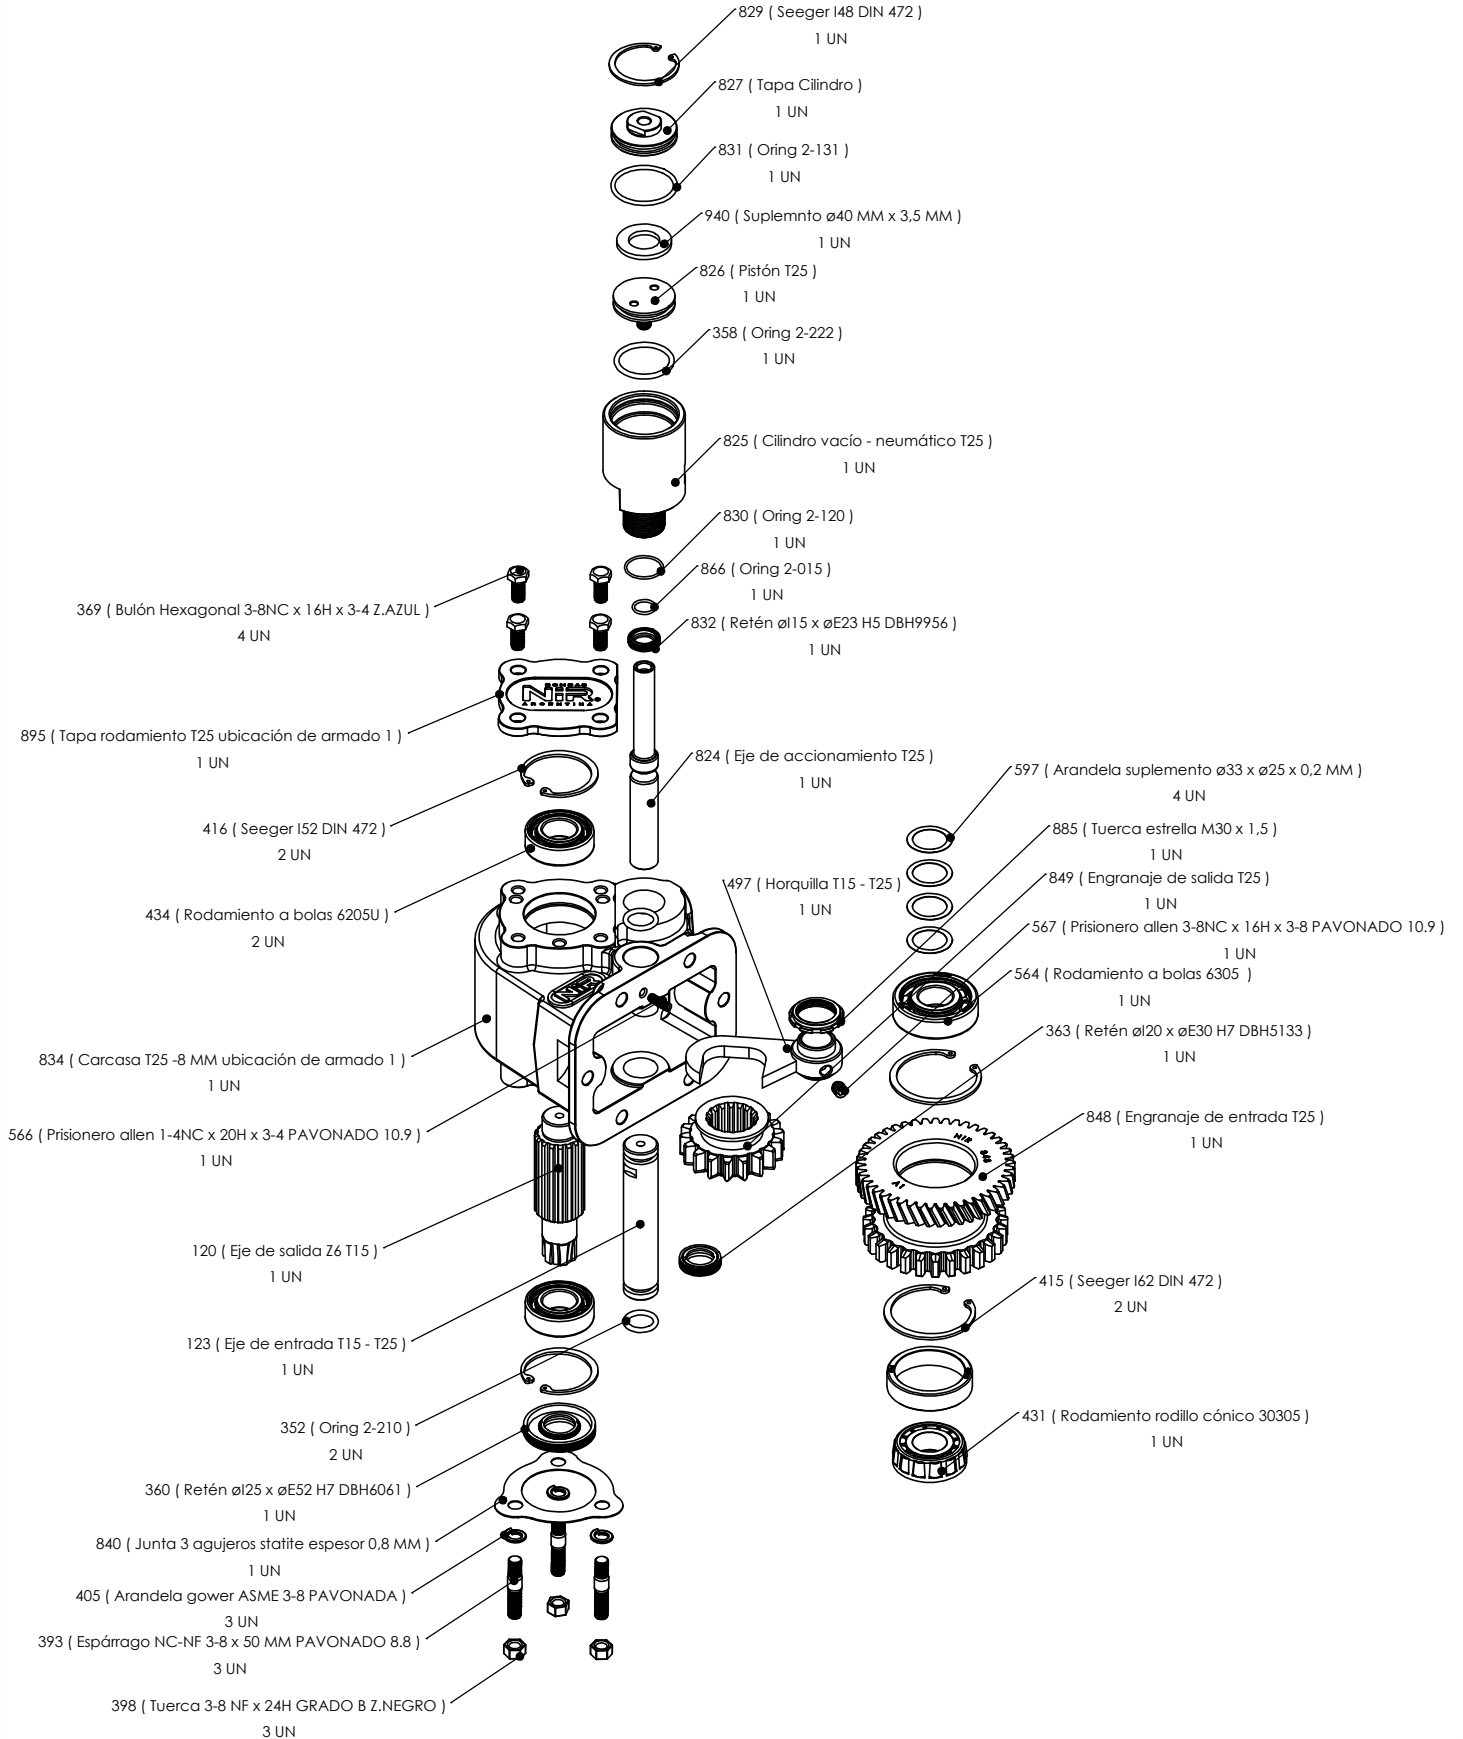 829 ( Seeger I48 DIN 472 )
1 UN
827 ( Tapa Cilindro )
1 UN
831 ( Oring 2-131 )
1 UN
940 ( Suplemnto ø40 MM x 3,5 MM )
1 UN
826 ( Pistón T25 )
1 UN
358 ( Oring 2-222 )
1 UN
825 ( Cilindro vacío - neumático T25 )
1 UN
830 ( Oring 2-120 )
1 UN
866 ( Oring 2-015 )
1 UN
832 ( Retén øI15 x øE23 H5 DBH9956 )
1 UN
369 ( Bulón Hexagonal 3-8NC x 16H x 3-4 Z.AZUL )
4 UN
BOMBAS
NiR
ARGENTINA
895 ( Tapa rodamiento T25 ubicación de armado 1 )
1 UN
824 ( Eje de accionamiento T25 )
1 UN
416 ( Seeger I52 DIN 472 )
2 UN
434 ( Rodamiento a bolas 6205U )
2 UN
597 ( Arandela suplemento ø33 x ø25 x 0,2 MM )
4 UN
885 ( Tuerca estrella M30 x 1,5 )
1 UN
849 ( Engranaje de salida T25 )
1 UN
497 ( Horquilla T15 - T25 )
1 UN
567 ( Prisionero allen 3-8NC x 16H x 3-8 PAVONADO 10.9 )
1 UN
564 ( Rodamiento a bolas 6305 )
1 UN
363 ( Retén øI20 x øE30 H7 DBH5133 )
1 UN
NiR
834 ( Carcasa T25 -8 MM ubicación de armado 1 )
1 UN
566 ( Prisionero allen 1-4NC x 20H x 3-4 PAVONADO 10.9 )
1 UN
848 ( Engranaje de entrada T25 )
1 UN
NIR
848
A1
120 ( Eje de salida Z6 T15 )
1 UN
415 ( Seeger I62 DIN 472 )
2 UN
123 ( Eje de entrada T15 - T25 )
1 UN
352 ( Oring 2-210 )
2 UN
431 ( Rodamiento rodillo cónico 30305 )
1 UN
360 ( Retén øI25 x øE52 H7 DBH6061 )
1 UN
840 ( Junta 3 agujeros statite espesor 0,8 MM )
1 UN
405 ( Arandela gower ASME 3-8 PAVONADA )
3 UN
393 ( Espárrago NC-NF 3-8 x 50 MM PAVONADO 8.8 )
3 UN
398 ( Tuerca 3-8 NF x 24H GRADO B Z.NEGRO )
3 UN